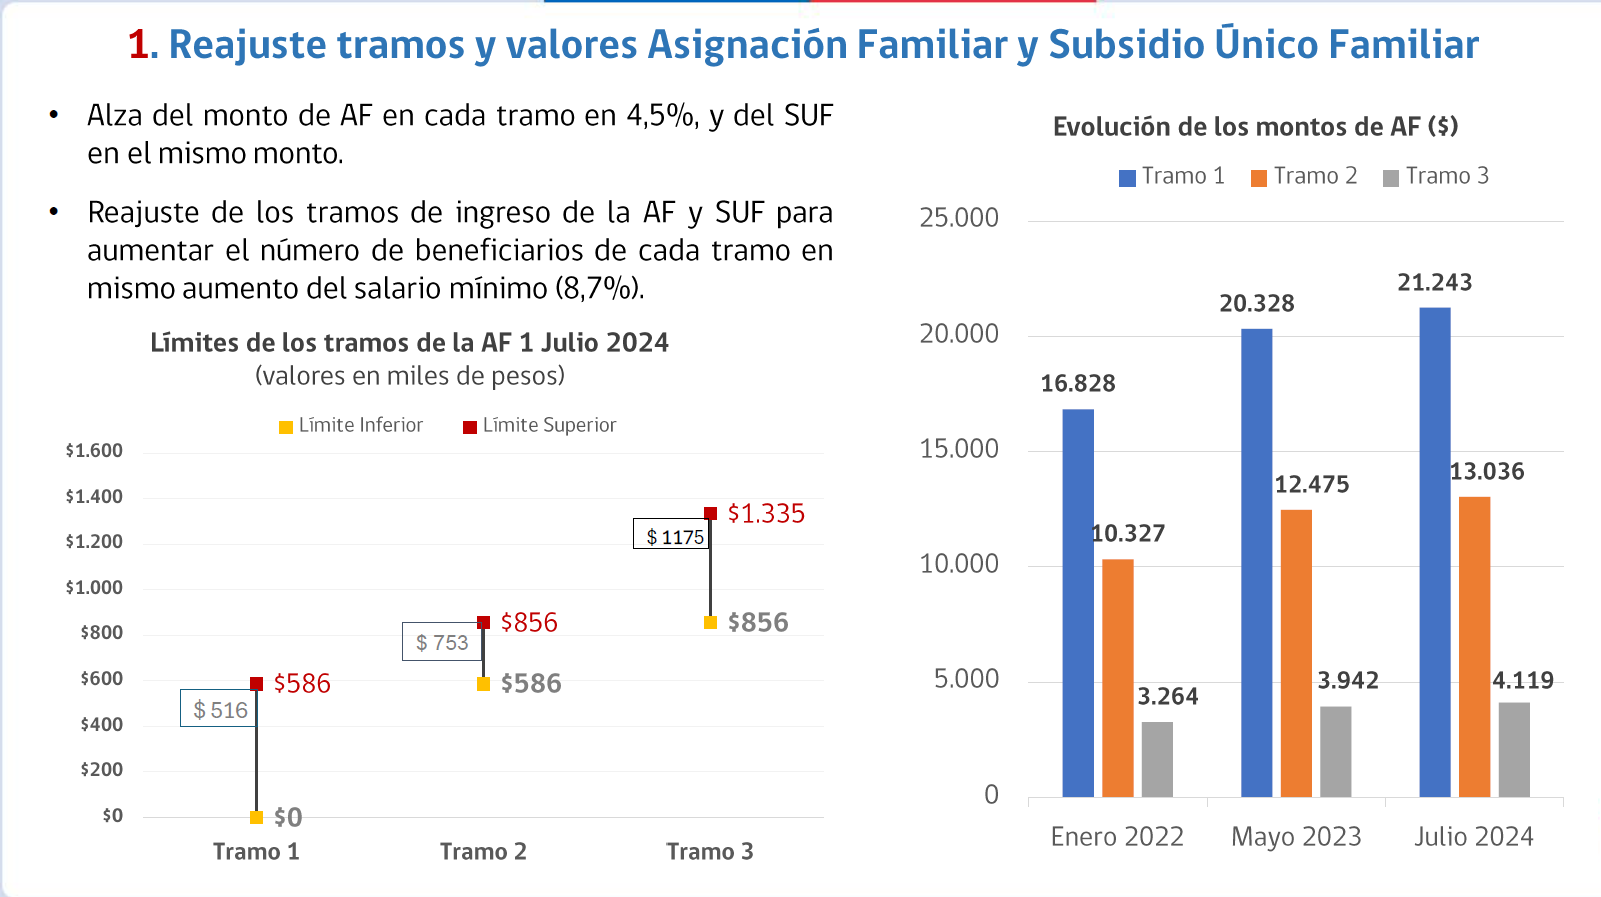 1. Reajuste tramos y valores Asignación Familiar y Subsidio Único Familiar
• Alza del monto de AF en cada tramo en 4,5%, y del SUF
en el mismo monto.
• Reajuste de los tramos de ingreso de la AF y SUF para
aumentar el número de beneficiarios de cada tramo en
mismo aumento del salario mínimo (8,7%).
Límites de los tramos de la AF 1 Julio 2024
(valores en miles de pesos)
Límite Inferior Límite Superior
$1.600
$1.400
$1.200
$1.000
$800
$600
$400
$200
$0
$586
$ 516
$0
$856
$ 753
$586
$1.335
$ 1175
$856
Tramo 1 Tramo 2 Tramo 3
Evolución de los montos de AF ($)
Tramo 1 Tramo 2 Tramo 3
25.000
20.000
15.000
10.000
5.000
0
16.828
10.327
3.264
20.328
12.475
3.942
21.243
13.036
4.119
Enero 2022 Mayo 2023 Julio 2024